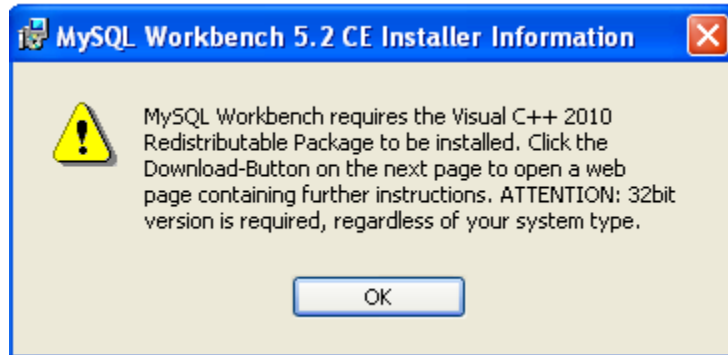 MySQL Workbench 5.2 CE Installer Information
MySQL Workbench requires the Visual C++ 2010
Redistributable Package to be installed. Click the
Download-Button on the next page to open a web
page containing further instructions. ATTENTION: 32bit
version is required, regardless of your system type.
OK